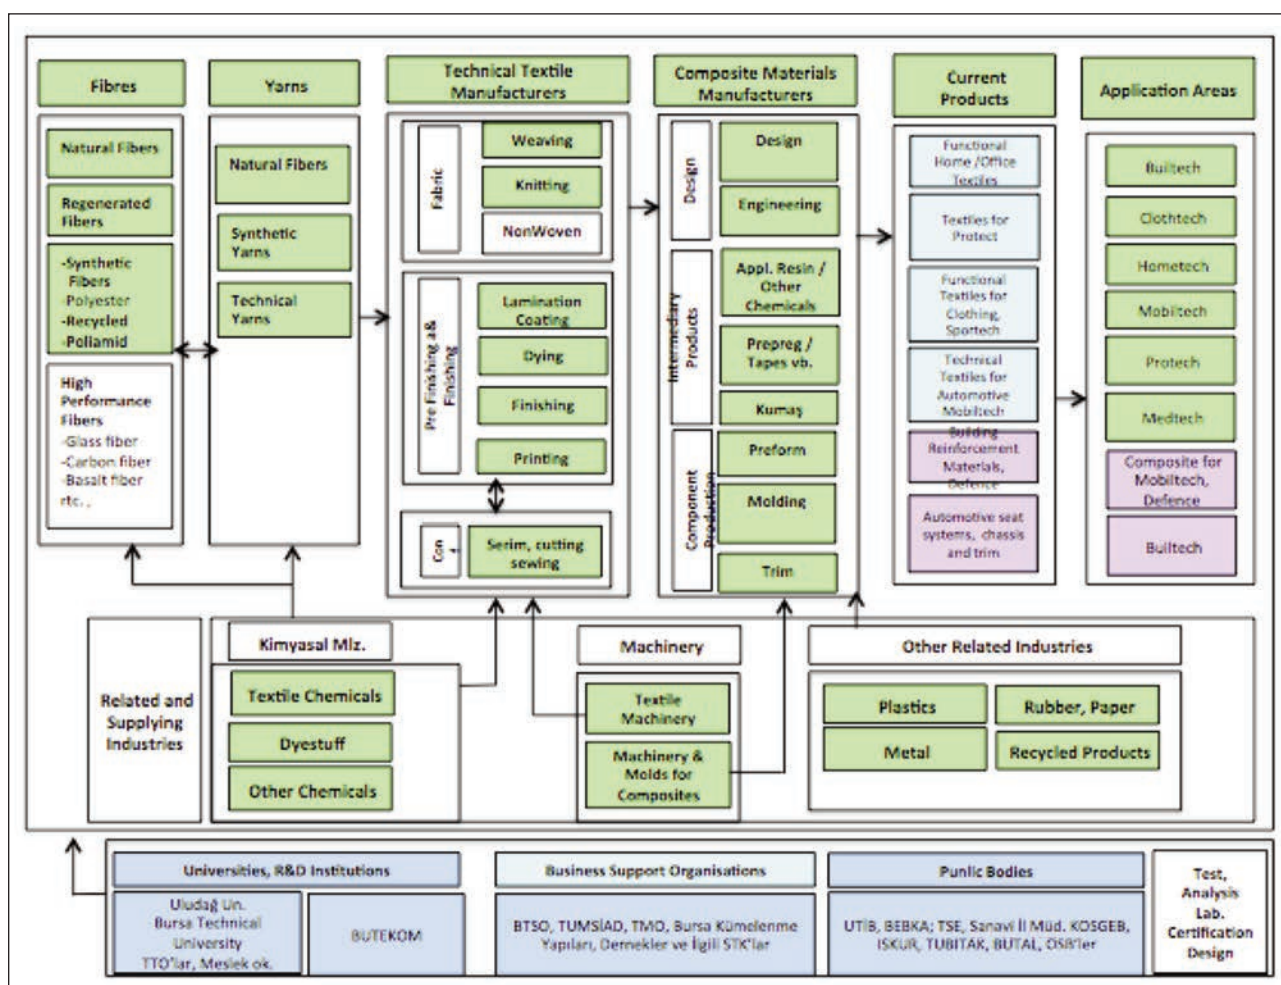 Fibres
Yarns
Technical Textile
Manufacturers
Composite Materials
Manufacturers
Current
Products
Application Areas
Natural Fibers
Regenerated
Fibers
-Synthetic
Fibers
-Polyester
-Recycled
-Poliamid
High
Performance
Fibers
-Glass fiber
-Carbon fiber
-Basalt fiber
rtc. ,
Natural Fibers
Synthetic
Yarns
Technical
Yarns
Fabric
Weaving
Knitting
NonWoven
Pre Finishing a&
Finishing
Lamination
Coating
Dying
Finishing
Printing
Con
Serim, cutting
sewing
Design
Design
Engineering
Intermediary
Products
Appl. Resin /
Other
Chemicals
Prepreg /
Tapes vb.
Kumaş
Component
Production
Preform
Molding
Trim
Functional
Home /Office
Textiles
Textiles for
Protect
Functional
Textiles for
Clothing,
Sportech
Technical
Textiles for
Automotive
Mobiltech
Building
Reinforcement
Materials,
Defence
Automotive seat
systems, chassis
and trim
Builtech
Clothtech
Hometech
Mobiltech
Protech
Medtech
Composite for
Mobiltech,
Defence
Builtech
Related and
Supplying
Industries
Kimyasal Mlz.
Textile Chemicals
Dyestuff
Other Chemicals
Machinery
Textile
Machinery
Machinery &
Molds for
Composites
Other Related Industries
Plastics
Rubber, Paper
Metal
Recycled Products
Universities, R&D Institutions
Uludağ Un.
Bursa Technical
University
TTO'lar, Meslek ok.
BUTEKOM
Business Support Organisations
BTSO, TUMSİAD, TMO, Bursa Kümelenme
Yapıları, Dernekler ve İlgili STK'lar
Punlic Bodies
UTİB, BEBKA; TSE, Sanavi İl Müd. KOSGEB,
ISKUR, TUBITAK, BUTAL, OSB'ler
Test,
Analysis
Lab.
Certification
Design